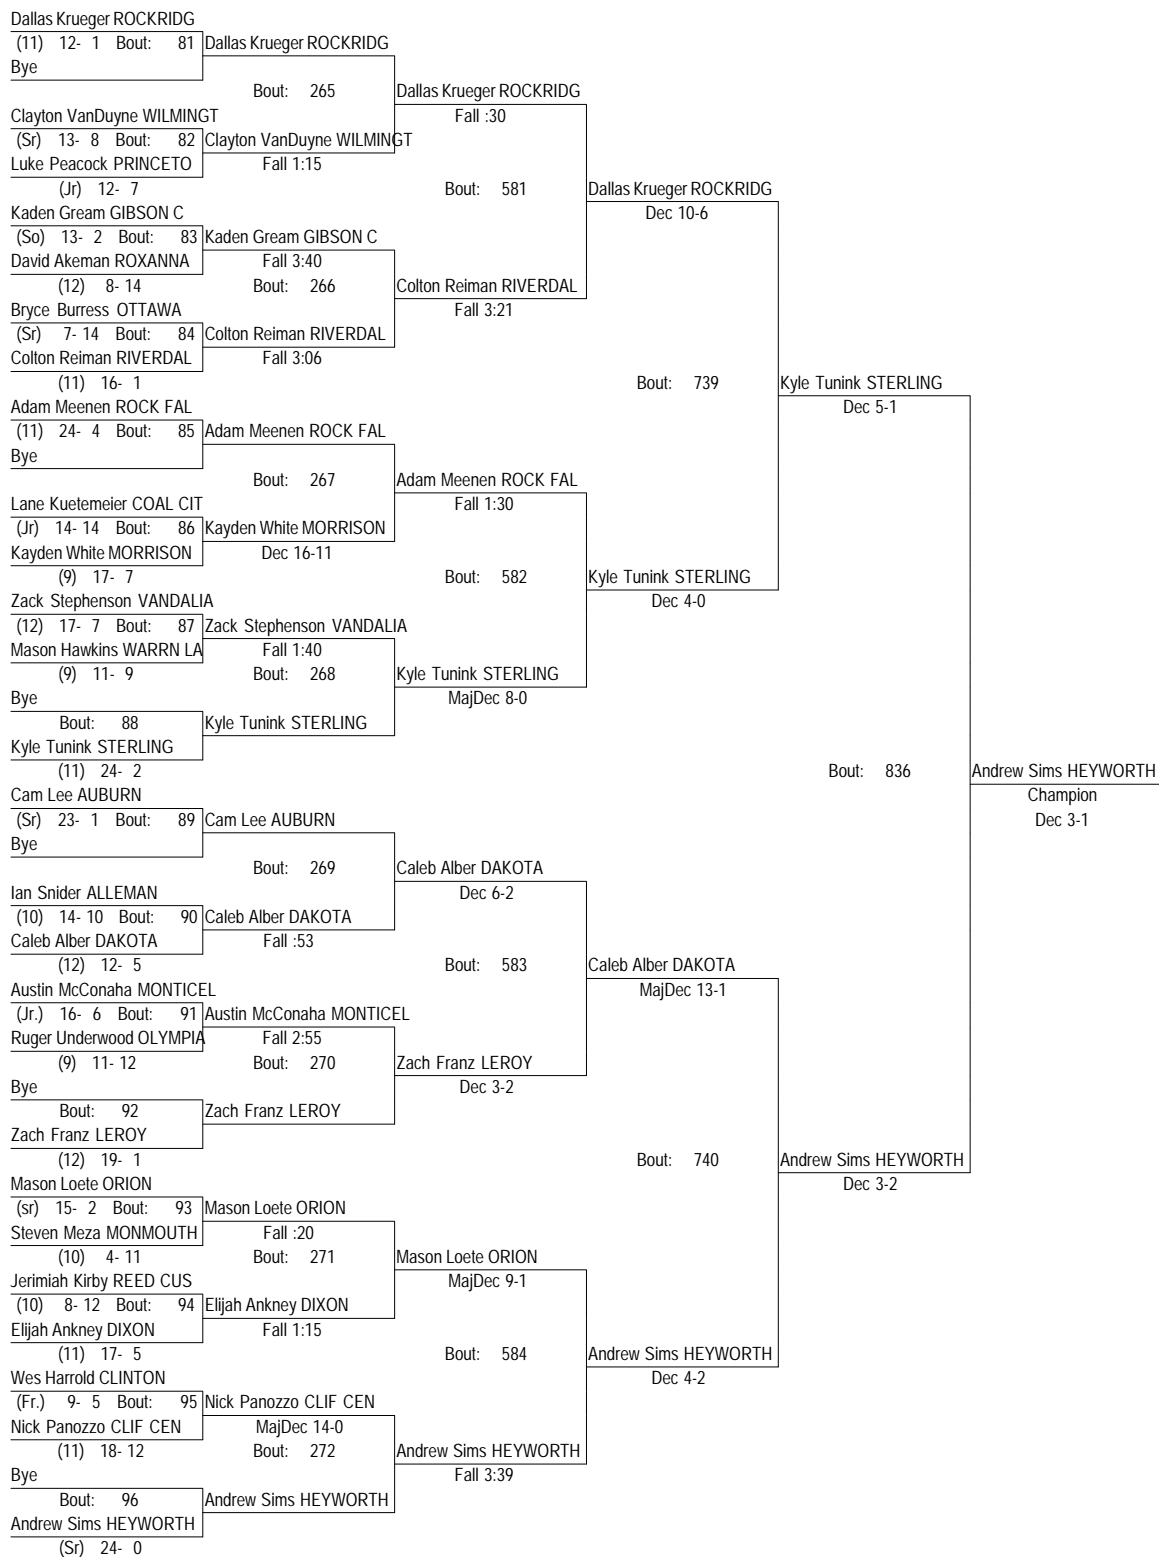 Dallas Krueger ROCKRIDG
(11) 12- 1 Bout: 81 Dallas Krueger ROCKRIDG
Bye
Bout: 265 Dallas Krueger ROCKRIDG
Clayton VanDuyne WILMINGT Fall :30
(Sr) 13- 8 Bout: 82 Clayton VanDuyne WILMINGT
Luke Peacock PRINCETO Fall 1:15
(Jr) 12- 7 Bout: 581 Dallas Krueger ROCKRIDG
Kaden Gream GIBSON C Dec 10-6
(So) 13- 2 Bout: 83 Kaden Gream GIBSON C
David Akeman ROXANNA Fall 3:40
(12) 8- 14 Bout: 266 Colton Reiman RIVERDAL
Bryce Burress OTTAWA Fall 3:21
(Sr) 7- 14 Bout: 84 Colton Reiman RIVERDAL
Colton Reiman RIVERDAL Fall 3:06
(11) 16- 1 Bout: 739 Kyle Tunink STERLING
Adam Meenen ROCK FAL Dec 5-1
(11) 24- 4 Bout: 85 Adam Meenen ROCK FAL
Bye
Bout: 267 Adam Meenen ROCK FAL
Lane Kuetemeier COAL CIT Fall 1:30
(Jr) 14- 14 Bout: 86 Kayden White MORRISON
Kayden White MORRISON Dec 16-11
(9) 17- 7 Bout: 582 Kyle Tunink STERLING
Zack Stephenson VANDALIA Dec 4-0
(12) 17- 7 Bout: 87 Zack Stephenson VANDALIA
Mason Hawkins WARRN LA Fall 1:40
(9) 11- 9 Bout: 268 Kyle Tunink STERLING
Bye MajDec 8-0
Bout: 88 Kyle Tunink STERLING
Kyle Tunink STERLING
(11) 24- 2 Bout: 836 Andrew Sims HEYWORTH
Cam Lee AUBURN Champion
(Sr) 23- 1 Bout: 89 Cam Lee AUBURN Dec 3-1
Bye
Bout: 269 Caleb Alber DAKOTA
Ian Snider ALLEMAN Dec 6-2
(10) 14- 10 Bout: 90 Caleb Alber DAKOTA
Caleb Alber DAKOTA Fall :53
(12) 12- 5 Bout: 583 Caleb Alber DAKOTA
Austin McConaha MONTICEL MajDec 13-1
(Jr.) 16- 6 Bout: 91 Austin McConaha MONTICEL
Ruger Underwood OLYMPIA Fall 2:55
(9) 11- 12 Bout: 270 Zach Franz LEROY
Bye Dec 3-2
Bout: 92 Zach Franz LEROY
Zach Franz LEROY
(12) 19- 1 Bout: 740 Andrew Sims HEYWORTH
Mason Loete ORION Dec 3-2
(sr) 15- 2 Bout: 93 Mason Loete ORION
Steven Meza MONMOUTH Fall :20
(10) 4- 11 Bout: 271 Mason Loete ORION
Jerimiah Kirby REED CUS MajDec 9-1
(10) 8- 12 Bout: 94 Elijah Ankney DIXON
Elijah Ankney DIXON Fall 1:15
(11) 17- 5 Bout: 584 Andrew Sims HEYWORTH
Wes Harrold CLINTON Dec 4-2
(Fr.) 9- 5 Bout: 95 Nick Panozzo CLIF CEN
Nick Panozzo CLIF CEN MajDec 14-0
(11) 18- 12 Bout: 272 Andrew Sims HEYWORTH
Bye Fall 3:39
Bout: 96 Andrew Sims HEYWORTH
Andrew Sims HEYWORTH
(Sr) 24- 0